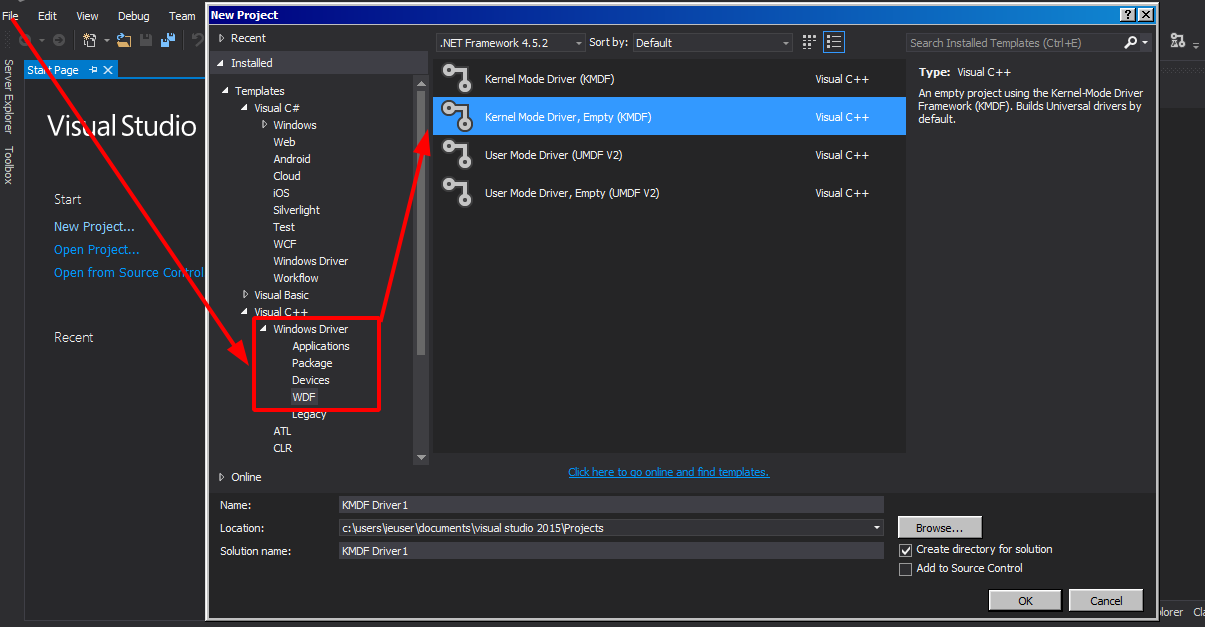 File Edit View Debug Team
New Project
Server Explorer
Toolbox
Start Page
Visual Studio
Start
New Project...
Open Project...
Open from Source Control
Recent
Recent
Installed
Templates
Visual C#
Windows
Web
Android
Cloud
iOS
Silverlight
Test
WCF
Windows Driver
Workflow
Visual Basic
Visual C++
Windows Driver
Applications
Package
Devices
WDF
Legacy
ATL
CLR
Online
.NET Framework 4.5.2 Sort by: Default
Search Installed Templates (Ctrl+E)
Kernel Mode Driver (KMDF) Visual C++
Kernel Mode Driver, Empty (KMDF) Visual C++
User Mode Driver (UMDF V2) Visual C++
User Mode Driver, Empty (UMDF V2) Visual C++
Click here to go online and find templates.
Type: Visual C++
An empty project using the Kernel-Mode Driver
Framework (KMDF). Builds Universal drivers by
default.
Name: KMDF Driver1
Location: c:\users\ieuser\documents\visual studio 2015\Projects
Solution name: KMDF Driver1
Browse...
Create directory for solution
Add to Source Control
OK Cancel